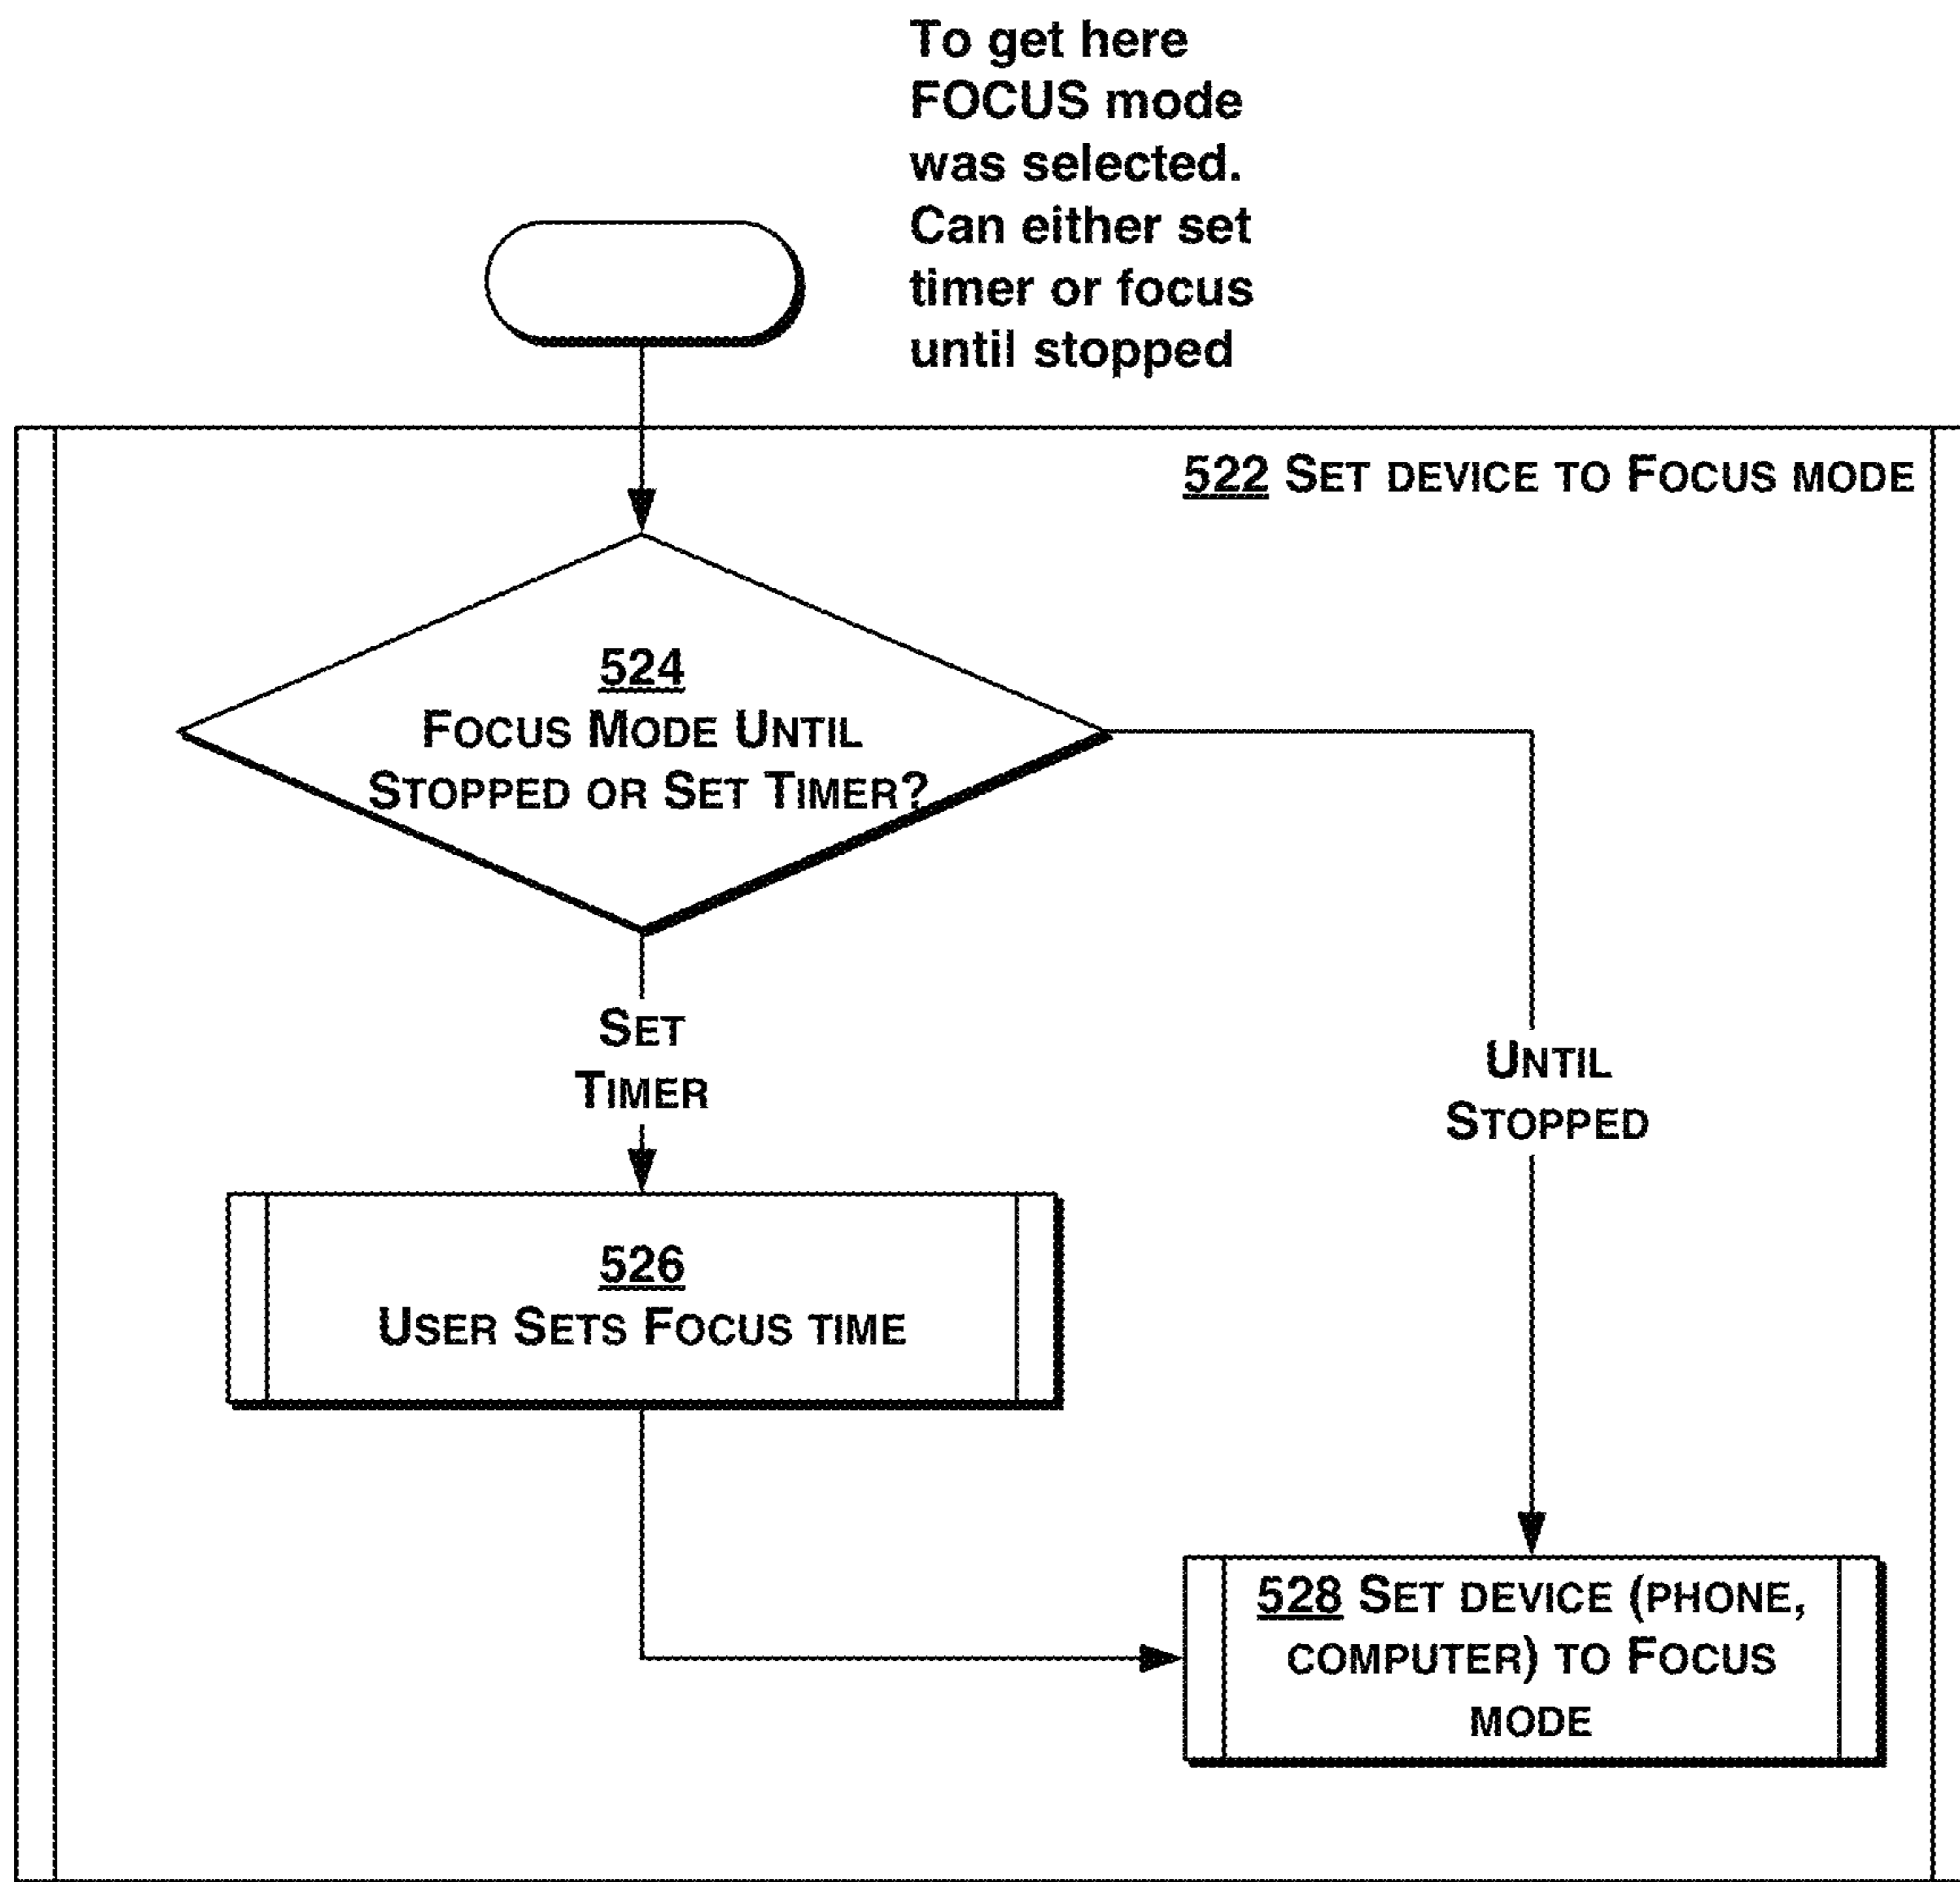 To get here
FOCUS mode
was selected.
Can either set
timer or focus
until stopped
522 SET DEVICE TO FOCUS MODE
524
FOCUS MODE UNTIL
STOPPED OR SET TIMER?
SET
TIMER
UNTIL
STOPPED
526
USER SETS FOCUS TIME
528 SET DEVICE (PHONE,
COMPUTER) TO FOCUS
MODE